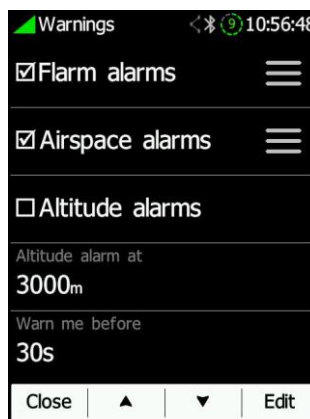 Warnings 9 10:56:48
Flarm alarms
Airspace alarms
Altitude alarms
Altitude alarm at
3000m
Warn me before
30s
Close Edit